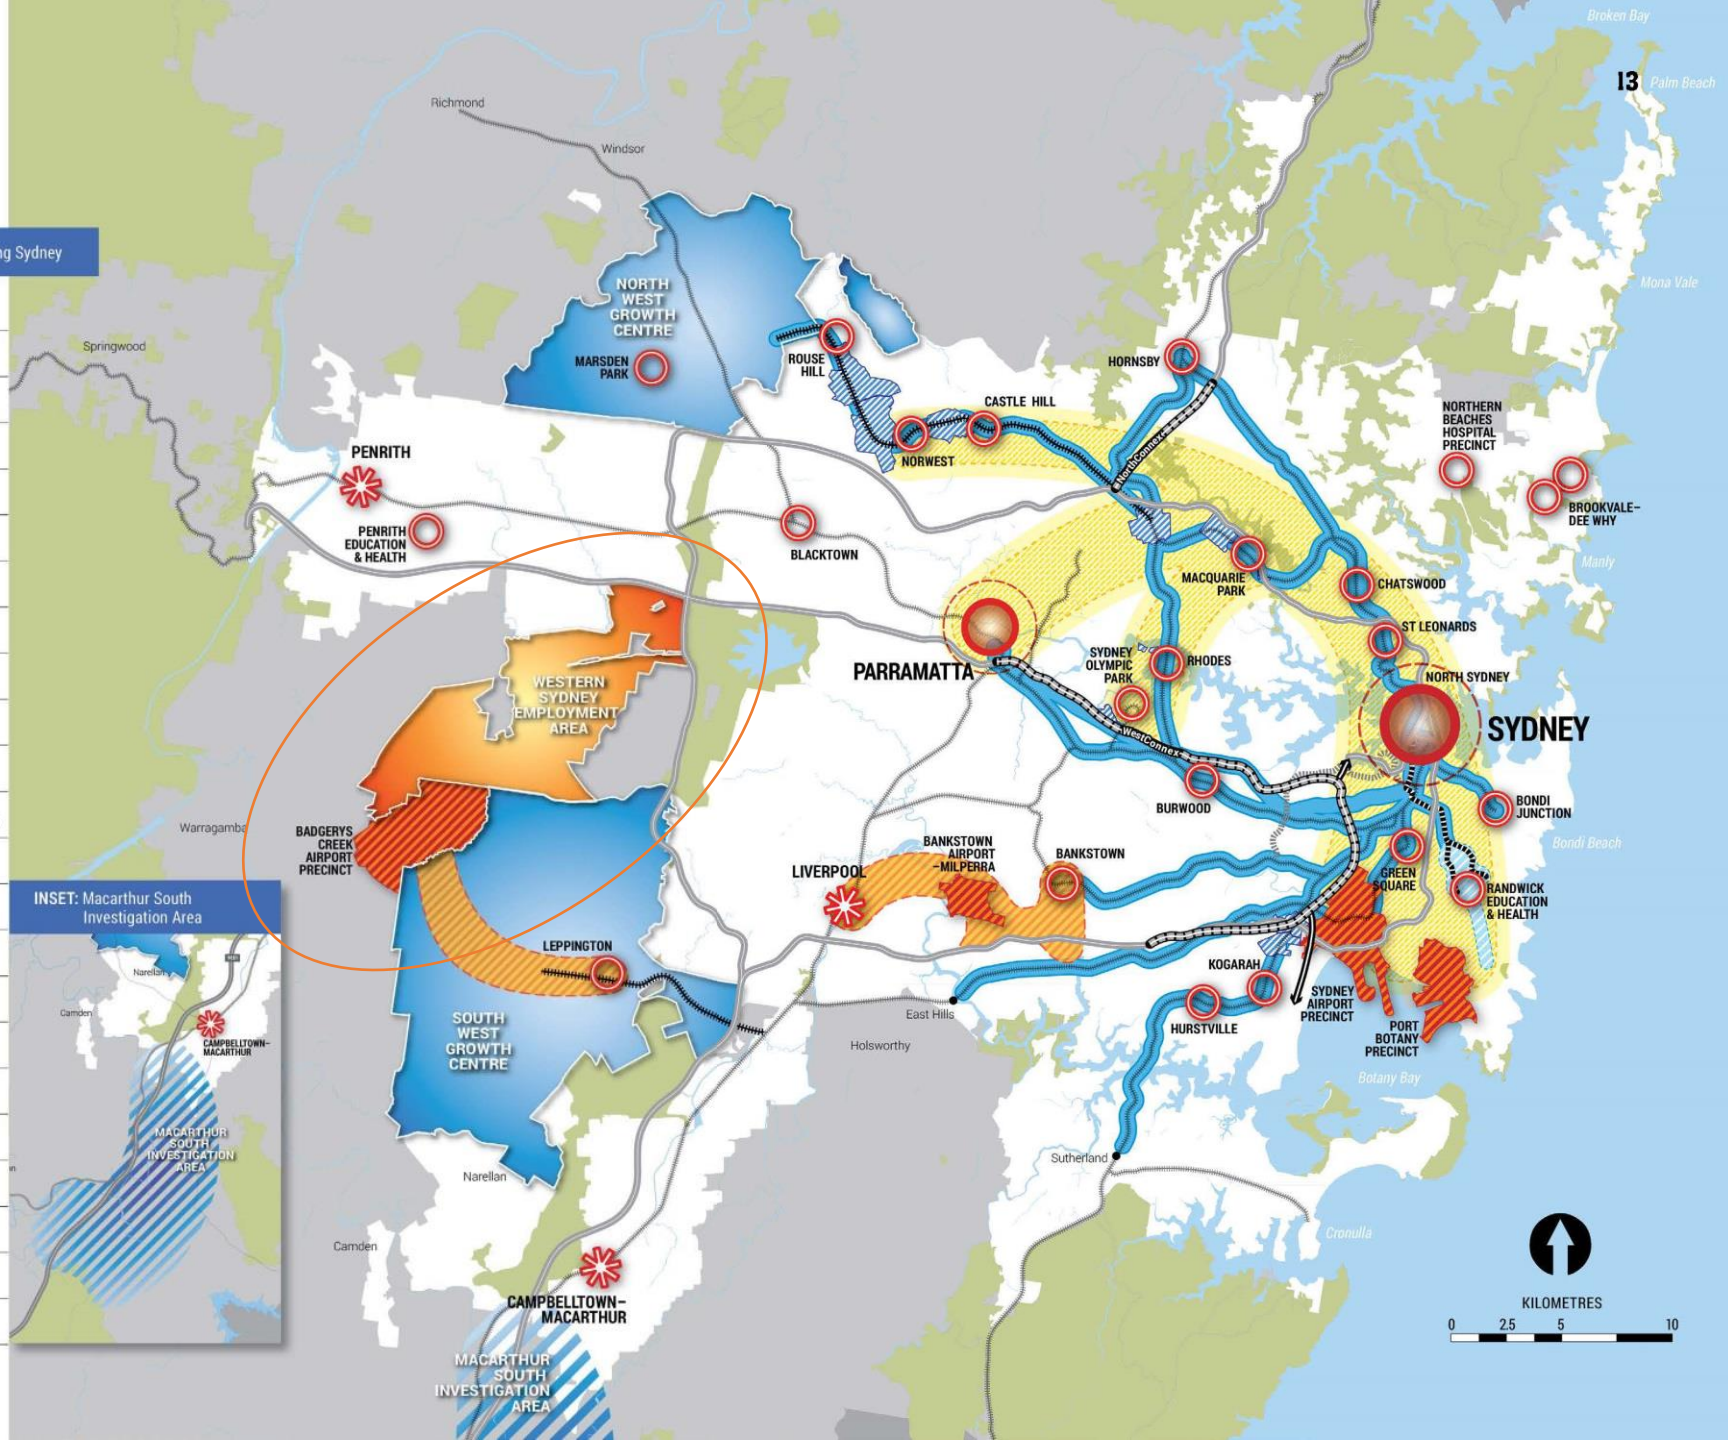 Broken Bay
13
Palm Beach
Richmond
Windsor
ng Sydney
Mona Vale
NORTH
WEST
GROWTH
CENTRE
MARSDEN
PARK
ROUSE
HILL
Springwood
HORNSBY
CASTLE HILL
NORWEST
NorthConnex
NORTHERN
BEACHES
HOSPITAL
PRECINCT
BROOKVALE–
DEE WHY
PENRITH
PENRITH
EDUCATION
& HEALTH
BLACKTOWN
MACQUARIE
PARK
CHATSWOOD
Manly
ST LEONARDS
PARRAMATTA
SYDNEY
OLYMPIC
PARK
RHODES
NORTH SYDNEY
SYDNEY
WESTERN
SYDNEY
EMPLOYMENT
AREA
WestConnex
BURWOOD
BONDI
JUNCTION
Bondi Beach
Warragamba
BADGERYS
CREEK
AIRPORT
PRECINCT
LIVERPOOL
BANKSTOWN
AIRPORT
–MILPERRA
BANKSTOWN
GREEN
SQUARE
RANDWICK
EDUCATION
& HEALTH
INSET: Macarthur South
Investigation Area
LEPPINGTON
KOGARAH
HURSTVILLE
SYDNEY
AIRPORT
PRECINCT
PORT
BOTANY
PRECINCT
Botany Bay
East Hills
Holsworthy
SOUTH
WEST
GROWTH
CENTRE
Narellan
Camden
CAMPBELLTOWN–
MACARTHUR
MACARTHUR
SOUTH
INVESTIGATION
AREA
Narellan
Camden
Sutherland
Cronulla
CAMPBELLTOWN–
MACARTHUR
MACARTHUR
SOUTH
INVESTIGATION
AREA
KILOMETRES
0 2.5 5 10